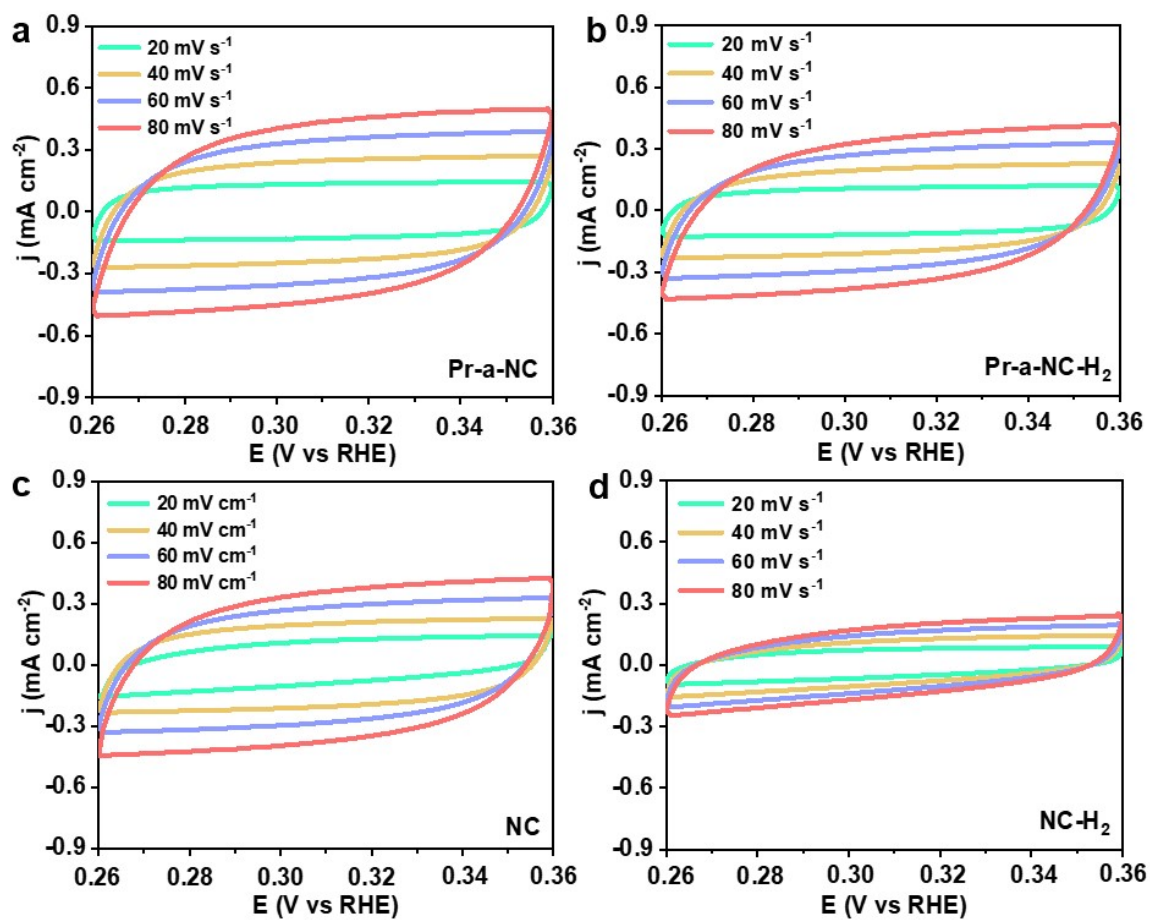 a
0.9
0.6
0.3
0.0
-0.3
-0.6
-0.9
j (mA cm⁻²)
20 mV s⁻¹
40 mV s⁻¹
60 mV s⁻¹
80 mV s⁻¹
Pr-a-NC
0.26 0.28 0.30 0.32 0.34 0.36
E (V vs RHE)
b
0.9
0.6
0.3
0.0
-0.3
-0.6
-0.9
j (mA cm⁻²)
20 mV s⁻¹
40 mV s⁻¹
60 mV s⁻¹
80 mV s⁻¹
Pr-a-NC-H₂
0.26 0.28 0.30 0.32 0.34 0.36
E (V vs RHE)
c
0.9
0.6
0.3
0.0
-0.3
-0.6
-0.9
j (mA cm⁻²)
20 mV cm⁻¹
40 mV cm⁻¹
60 mV cm⁻¹
80 mV cm⁻¹
NC
0.26 0.28 0.30 0.32 0.34 0.36
E (V vs RHE)
d
0.9
0.6
0.3
0.0
-0.3
-0.6
-0.9
j (mA cm⁻²)
20 mV s⁻¹
40 mV s⁻¹
60 mV s⁻¹
80 mV s⁻¹
NC-H₂
0.26 0.28 0.30 0.32 0.34 0.36
E (V vs RHE)